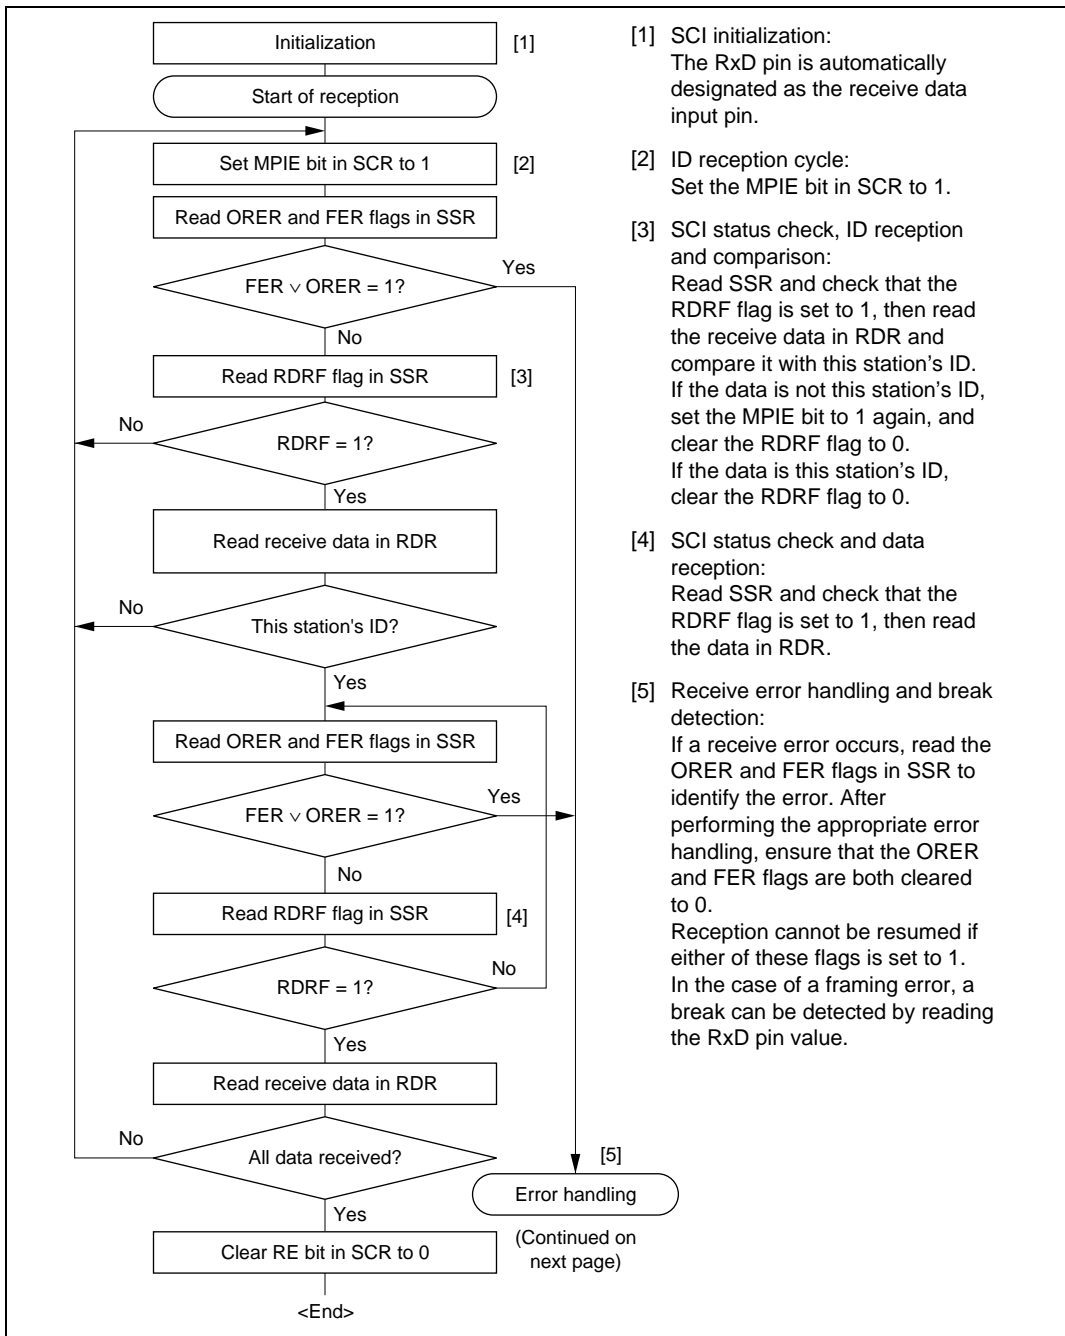 Initialization
[1]
Start of reception
Set MPIE bit in SCR to 1
[2]
Read ORER and FER flags in SSR
Yes
FER ∨ ORER = 1?
No
Read RDRF flag in SSR
[3]
No
RDRF = 1?
Yes
Read receive data in RDR
No
This station's ID?
Yes
Read ORER and FER flags in SSR
Yes
FER ∨ ORER = 1?
No
Read RDRF flag in SSR
[4]
No
RDRF = 1?
Yes
Read receive data in RDR
No
All data received?
[5]
Error handling
Yes
(Continued on
next page)
Clear RE bit in SCR to 0
<End>
[1] SCI initialization:
The RxD pin is automatically
designated as the receive data
input pin.
[2] ID reception cycle:
Set the MPIE bit in SCR to 1.
[3] SCI status check, ID reception
and comparison:
Read SSR and check that the
RDRF flag is set to 1, then read
the receive data in RDR and
compare it with this station's ID.
If the data is not this station's ID,
set the MPIE bit to 1 again, and
clear the RDRF flag to 0.
If the data is this station's ID,
clear the RDRF flag to 0.
[4] SCI status check and data
reception:
Read SSR and check that the
RDRF flag is set to 1, then read
the data in RDR.
[5] Receive error handling and break
detection:
If a receive error occurs, read the
ORER and FER flags in SSR to
identify the error. After
performing the appropriate error
handling, ensure that the ORER
and FER flags are both cleared
to 0.
Reception cannot be resumed if
either of these flags is set to 1.
In the case of a framing error, a
break can be detected by reading
the RxD pin value.